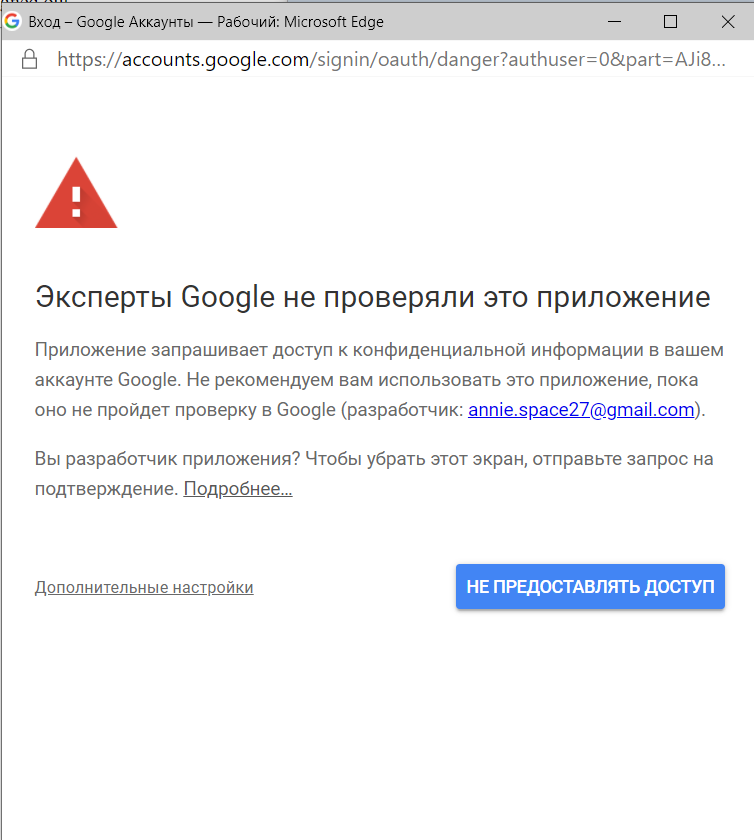 Вход – Google Аккаунты — Рабочий: Microsoft Edge
https://accounts.google.com/signin/oauth/danger?authuser=0&part=AJi8...
Эксперты Google не проверяли это приложение
Приложение запрашивает доступ к конфиденциальной информации в вашем
аккаунте Google. Не рекомендуем вам использовать это приложение, пока
оно не пройдет проверку в Google (разработчик: annie.space27@gmail.com).
Вы разработчик приложения? Чтобы убрать этот экран, отправьте запрос на
подтверждение. Подробнее...
Дополнительные настройки
НЕ ПРЕДОСТАВЛЯТЬ ДОСТУП